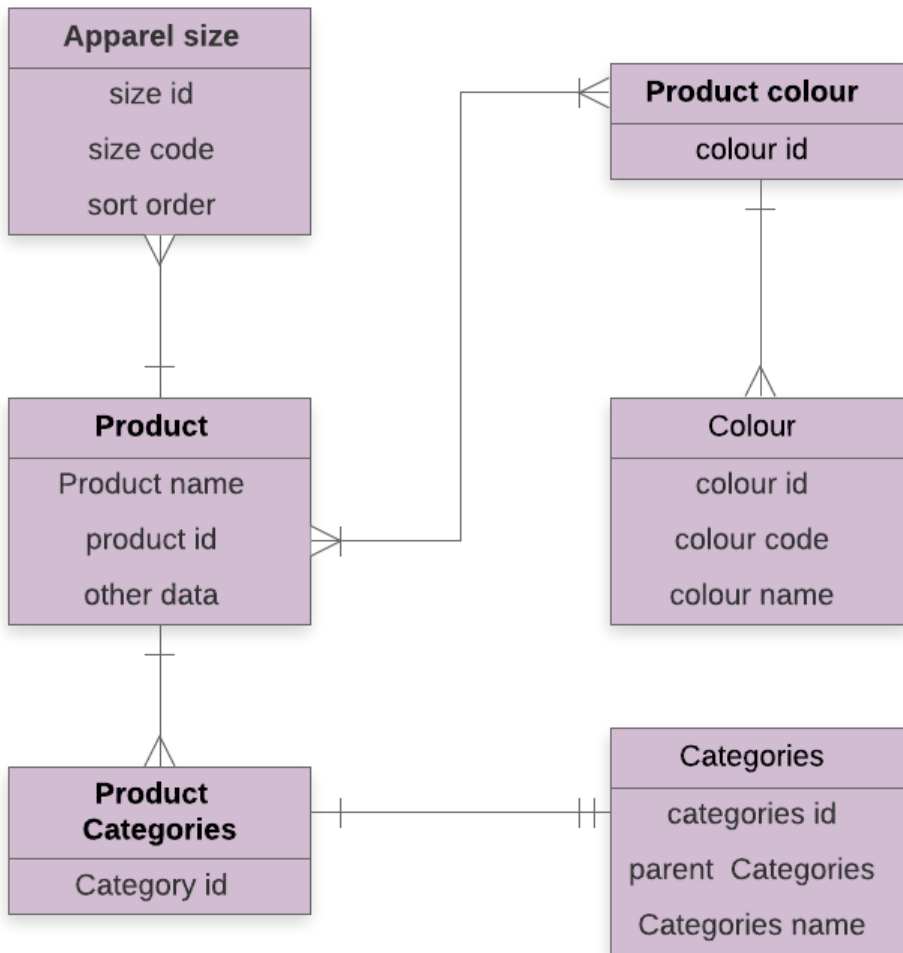 Apparel size
size id
size code
sort order
Product colour
colour id
Product
Product name
product id
other data
Colour
colour id
colour code
colour name
Product
Categories
Category id
Categories
categories id
parent Categories
Categories name